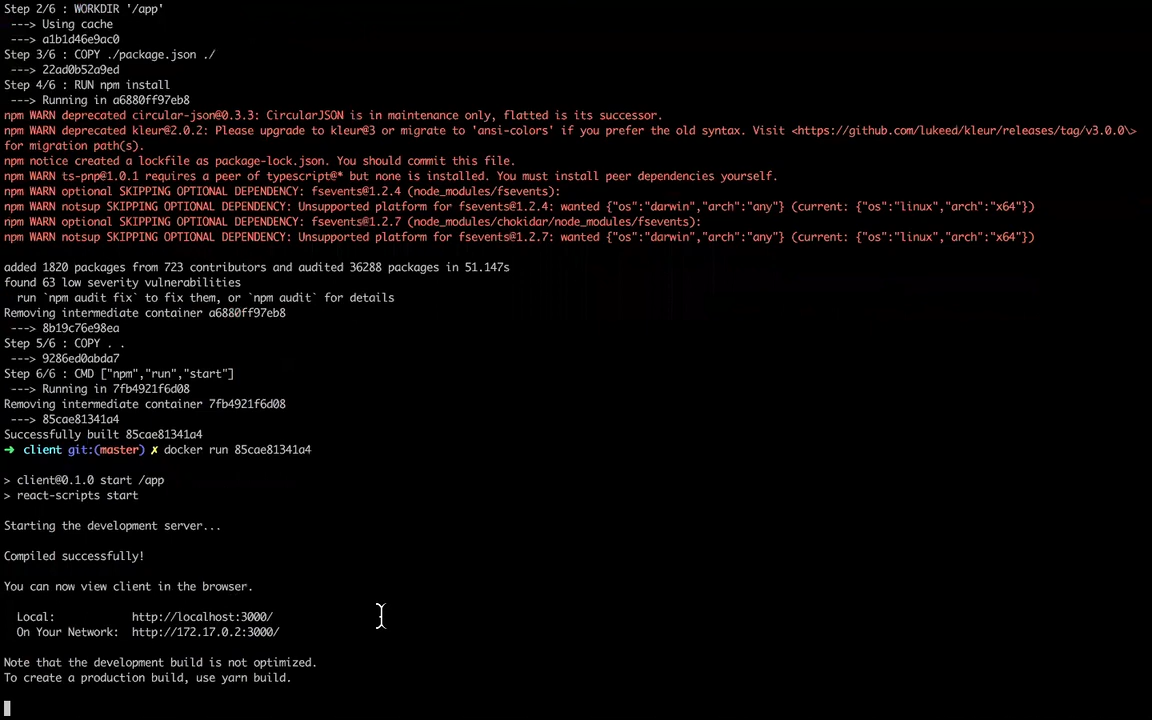 Step 2/6 : WORKDIR '/app'
 ---> Using cache
 ---> a1b1d46e9ac0
Step 3/6 : COPY ./package.json ./
 ---> 22ad0b52a9ed
Step 4/6 : RUN npm install
 ---> Running in a6880ff97eb8
npm WARN deprecated circular-json@0.3.3: CircularJSON is in maintenance only, flatted is its successor.
npm WARN deprecated kleur@2.0.2: Please upgrade to kleur@3 or migrate to 'ansi-colors' if you prefer the old syntax. Visit <https://github.com/lukeed/kleur/releases/tag/v3.0.0\>
for migration path(s).
npm notice created a lockfile as package-lock.json. You should commit this file.
npm WARN ts-pnp@1.0.1 requires a peer of typescript@* but none is installed. You must install peer dependencies yourself.
npm WARN optional SKIPPING OPTIONAL DEPENDENCY: fsevents@1.2.4 (node_modules/fsevents):
npm WARN notsup SKIPPING OPTIONAL DEPENDENCY: Unsupported platform for fsevents@1.2.4: wanted {"os":"darwin","arch":"any"} (current: {"os":"linux","arch":"x64"})
npm WARN optional SKIPPING OPTIONAL DEPENDENCY: fsevents@1.2.7 (node_modules/chokidar/node_modules/fsevents):
npm WARN notsup SKIPPING OPTIONAL DEPENDENCY: Unsupported platform for fsevents@1.2.7: wanted {"os":"darwin","arch":"any"} (current: {"os":"linux","arch":"x64"})
added 1820 packages from 723 contributors and audited 36288 packages in 51.147s
found 63 low severity vulnerabilities
  run `npm audit fix` to fix them, or `npm audit` for details
Removing intermediate container a6880ff97eb8
 ---> 8b19c76e98ea
Step 5/6 : COPY . .
 ---> 9286ed0abda7
Step 6/6 : CMD ["npm","run","start"]
 ---> Running in 7fb4921f6d08
Removing intermediate container 7fb4921f6d08
 ---> 85cae81341a4
Successfully built 85cae81341a4
➜ client git:(master) ✗ docker run 85cae81341a4
> client@0.1.0 start /app
> react-scripts start
Starting the development server...
Compiled successfully!
You can now view client in the browser.
  Local:            http://localhost:3000/
  On Your Network:  http://172.17.0.2:3000/
Note that the development build is not optimized.
To create a production build, use yarn build.